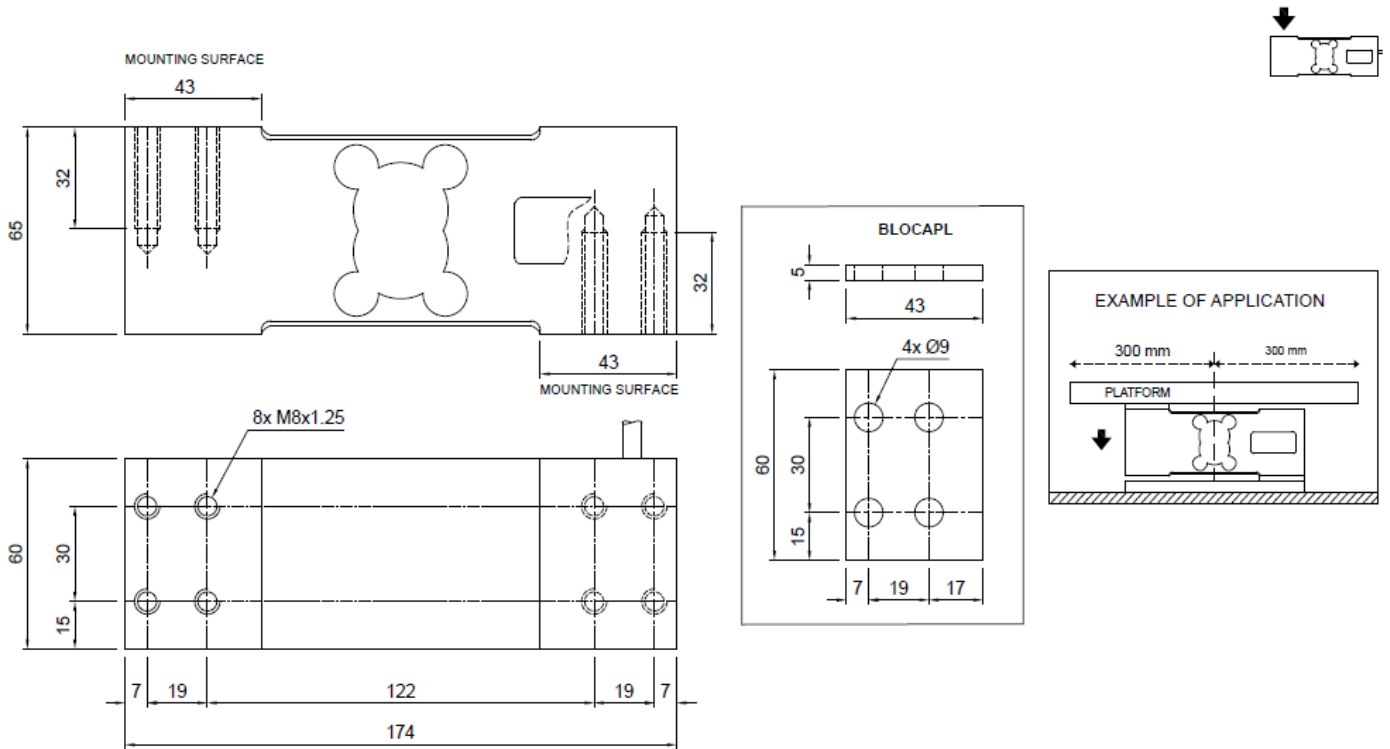 MOUNTING SURFACE
43
32
65
32
43
MOUNTING SURFACE
8x M8x1.25
60
30
15
7
19
122
19
7
174
BLOCAPL
5
43
4x Ø9
60
30
15
7
19
17
EXAMPLE OF APPLICATION
300 mm
300 mm
PLATFORM